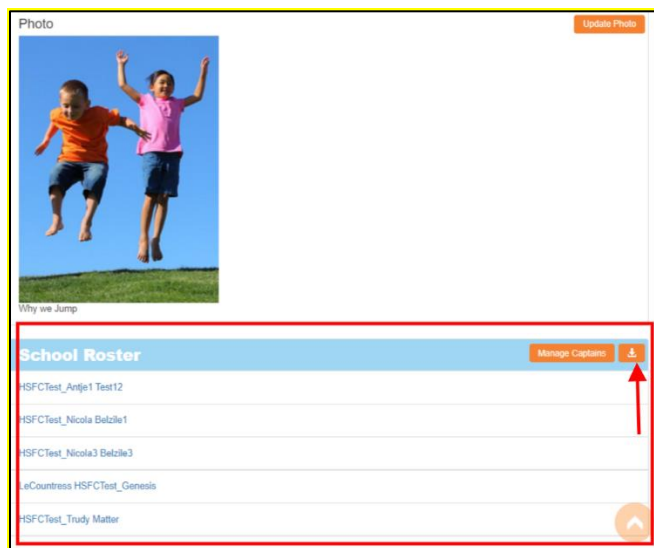 Photo
Update Photo
Why we Jump
School Roster
Manage Captains
HSFCTest_Antje1 Test12
HSFCTest_Nicola Belzile1
HSFCTest_Nicola3 Belzile3
LeCountress HSFCTest_Genesis
HSFCTest_Trudy Matter